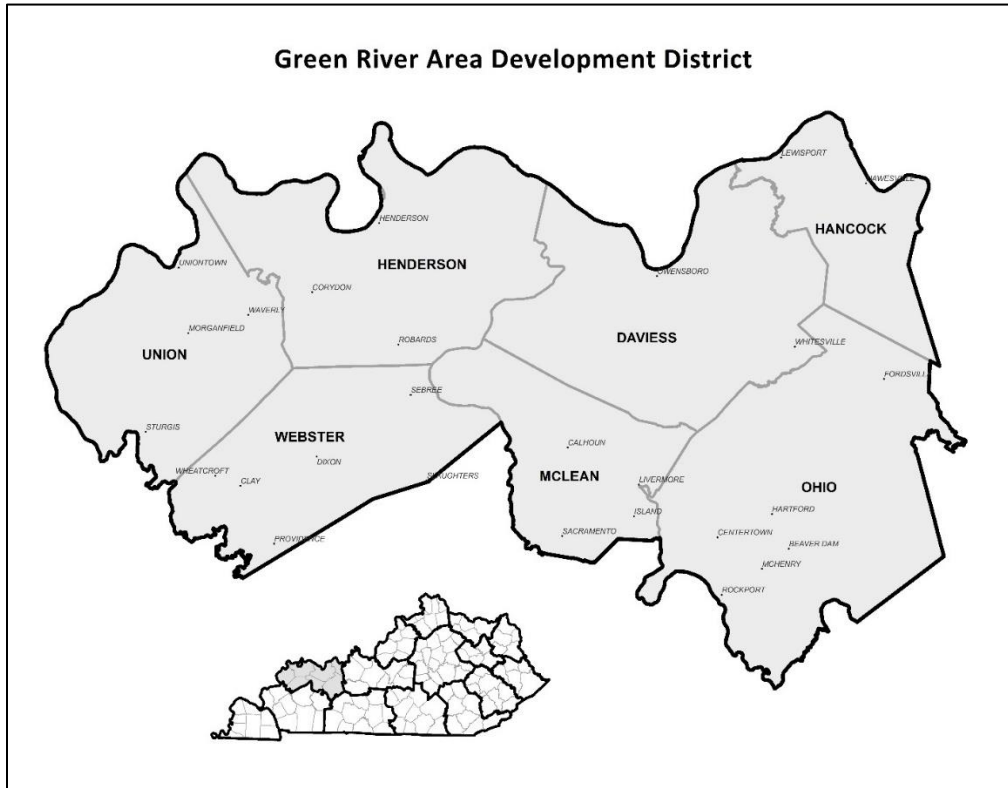 Green River Area Development District
LEWISPORT
HAWESVILLE
HENDERSON
HANCOCK
UNIONTOWN
HENDERSON
OWENSBORO
CORYDON
WAVERLY
MORGANFIELD
DAVIESS
ROBARDS
WHITESVILLE
UNION
FORDSVILL
SEBREE
STURGIS
WEBSTER
CALHOUN
DIXON
WHEATCROFT
SLAUGHTERS
MCLEAN
CLAY
LIVERMORE
OHIO
HARTFORD
ISLAND
SACRAMENTO
CENTERTOWN
PROVIDENCE
BEAVER DAM
MCHENRY
ROCKPORT